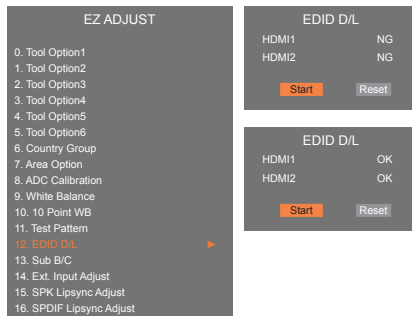 EZ ADJUST
0. Tool Option1
1. Tool Option2
2. Tool Option3
3. Tool Option4
4. Tool Option5
5. Tool Option6
6. Country Group
7. Area Option
8. ADC Calibration
9. White Balance
10. 10 Point WB
11. Test Pattern
12. EDID D/L ►
13. Sub B/C
14. Ext. Input Adjust
15. SPK Lipsync Adjust
16. SPDIF Lipsync Adjust
EDID D/L
HDMI1 NG
HDMI2 NG
Start Reset
EDID D/L
HDMI1 OK
HDMI2 OK
Start Reset